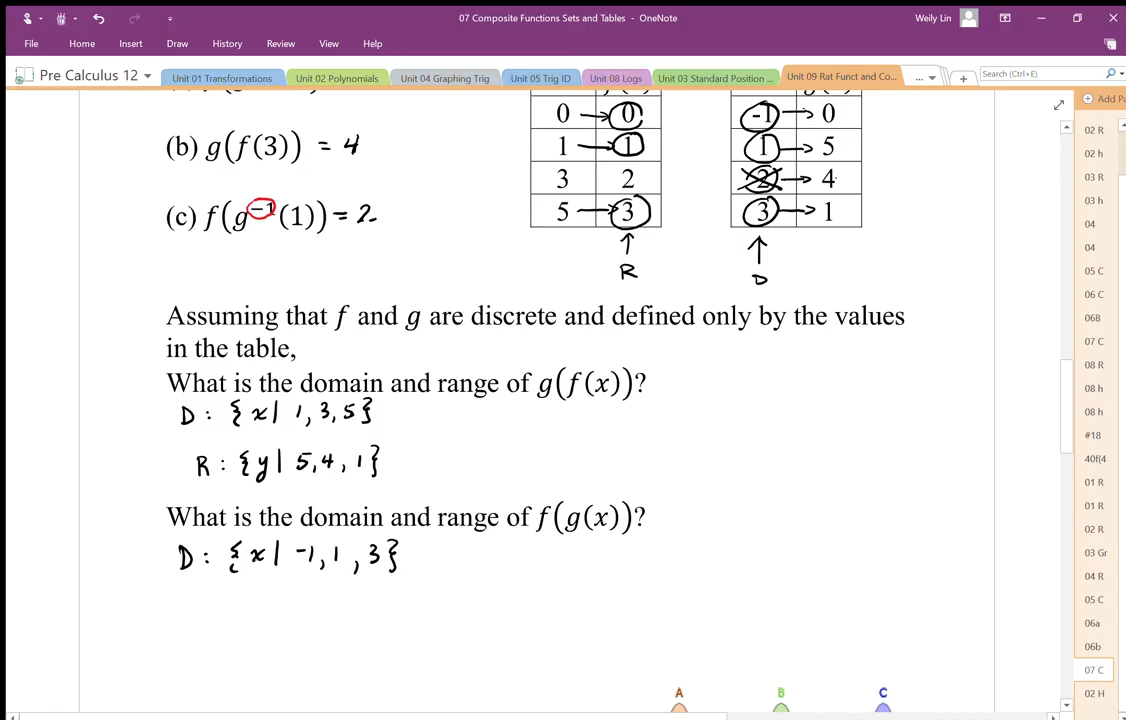 07 Composite Functions Sets and Tables - OneNote
Weily Lin
File Home Insert Draw History Review View Help
Pre Calculus 12
Unit 01 Transformations
Unit 02 Polynomials
Unit 04 Graphing Trig
Unit 05 Trig ID
Unit 08 Logs
Unit 03 Standard Position ...
Unit 09 Rat Funct and Co...
...
Search (Ctrl+E)
Add Pa
(b) g(f(3)) = 4
(c) f(g⁻¹(1)) = 2
0 → 0
1 → 1
3 2
5 → 3
↑
R
-1 → 0
1 → 5
2 → 4
3 → 1
↑
D
Assuming that f and g are discrete and defined only by the values
in the table,
What is the domain and range of g(f(x))?
D: {x| 1, 3, 5}
R: {y| 5, 4, 1}
What is the domain and range of f(g(x))?
D: {x| -1, 1, 3}
A B C
02 R
02 h
03 R
03 h
04
04
05 C
06 C
06B
07 C
08 R
08 h
08 h
#18
40f(4
01 R
01 R
02 R
03 Gr
04 R
05 C
06a
06b
07 C
02 H